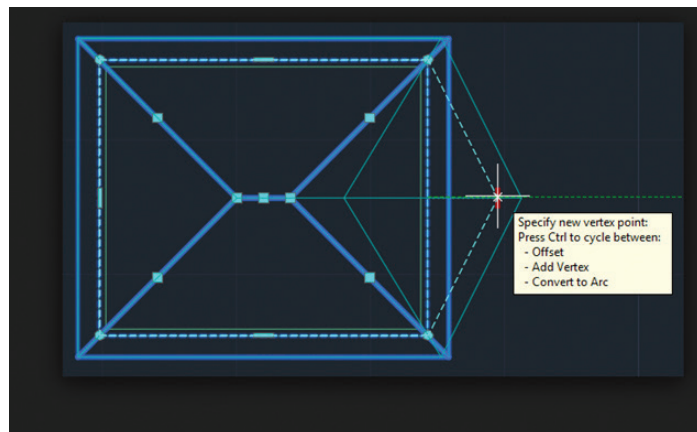 Specify new vertex point:
Press Ctrl to cycle between:
- Offset
- Add Vertex
- Convert to Arc